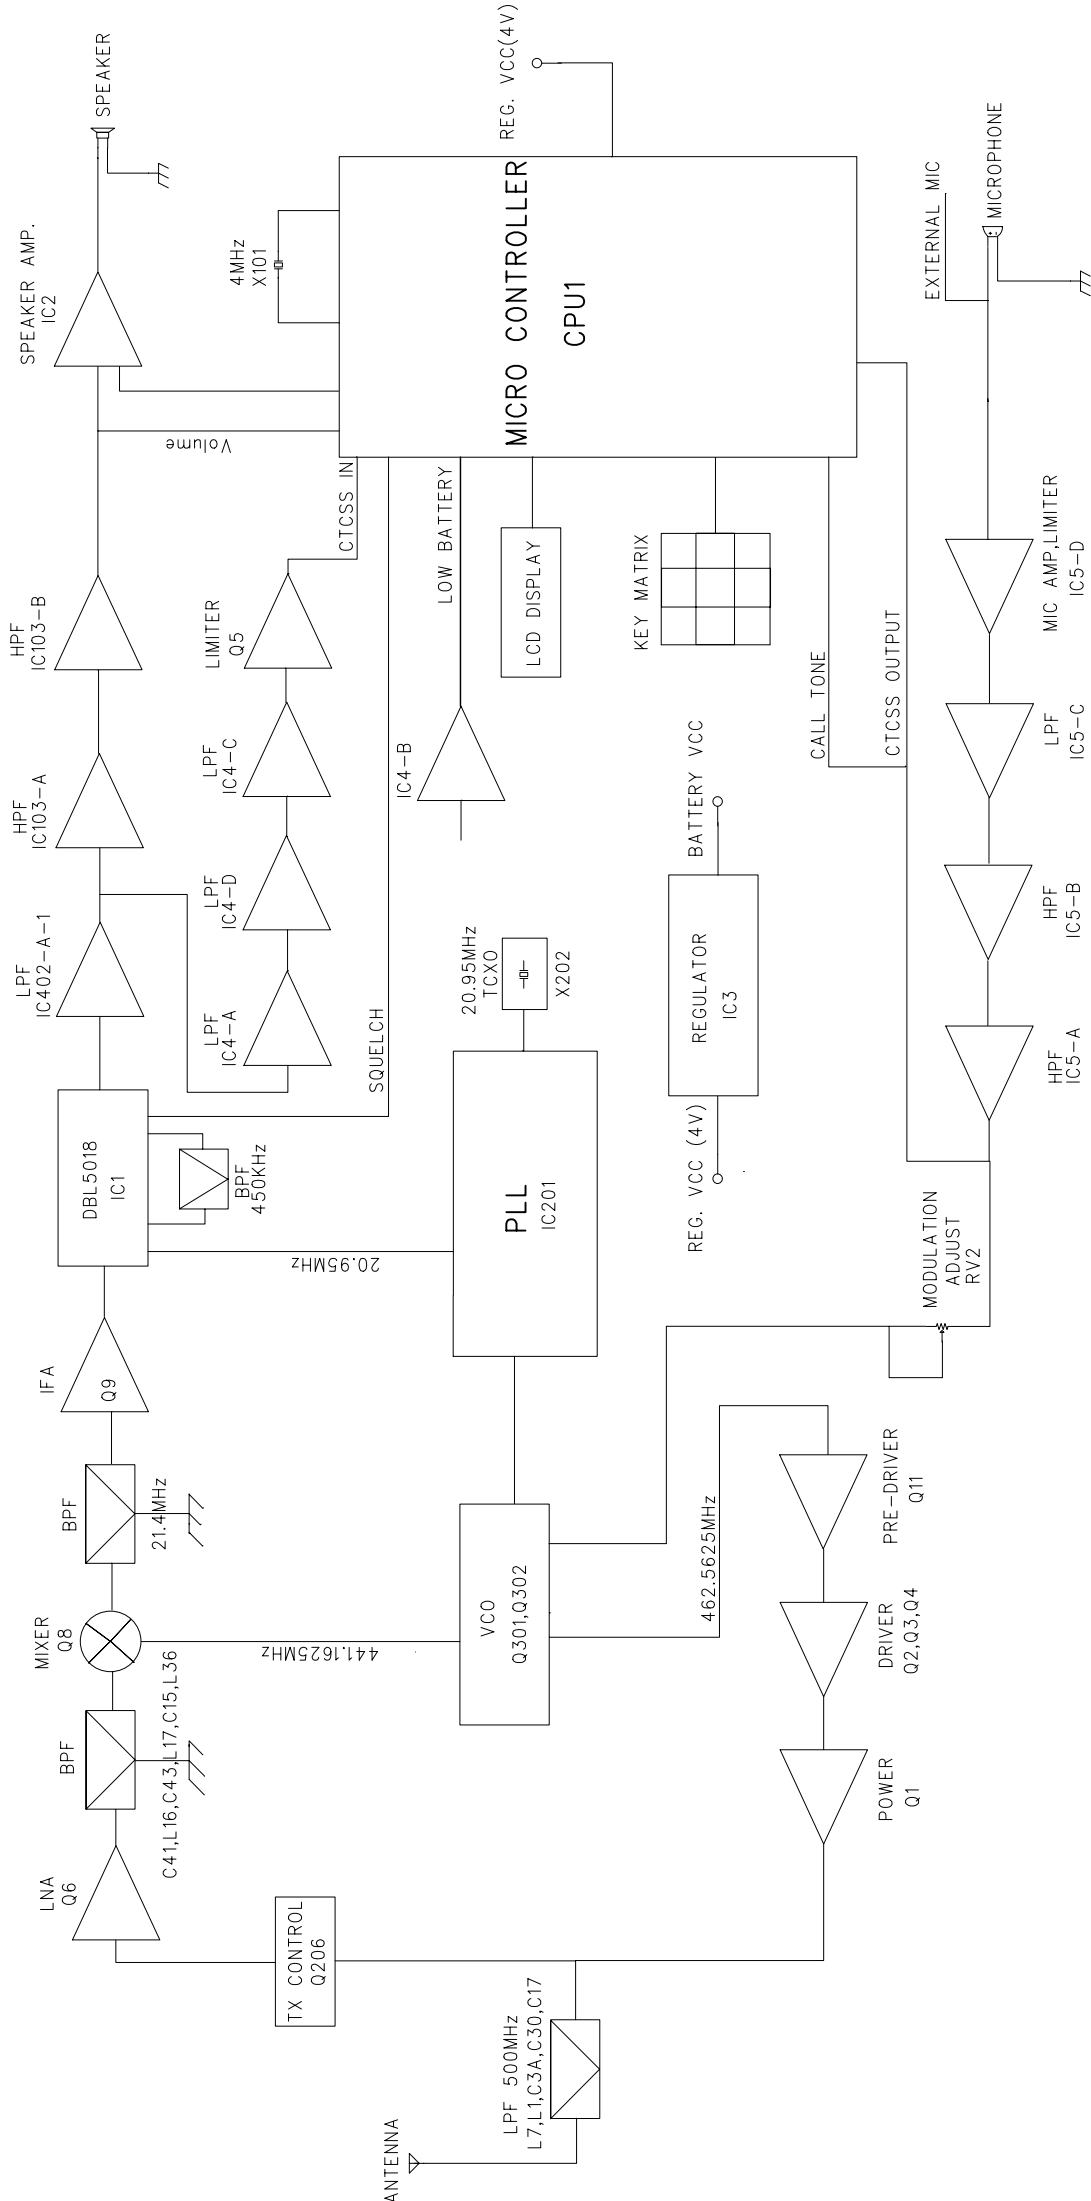 ANTENNA
LPF 500MHz
L7,L1,C3A,C30,C17
TX CONTROL
Q206
LNA
Q6
BPF
C41,L16,C43,L17,C15,L36
MIXER
Q8
441.1625MHz
BPF
21.4MHz
IFA
Q9
DBL5018
IC1
BPF
450KHz
20.95MHz
SQUELCH
LPF
IC402-A-1
HPF
IC103-A
HPF
IC103-B
Volume
SPEAKER AMP.
IC2
SPEAKER
LPF
IC4-A
LPF
IC4-D
LPF
IC4-C
LIMITER
Q5
CTCSS IN
4MHz
X101
MICRO CONTROLLER
CPU1
REG. VCC(4V)
IC4-B
LOW BATTERY
LCD DISPLAY
KEY MATRIX
CALL TONE
CTCSS OUTPUT
PLL
IC201
20.95MHz
TCXO
X202
VCO
Q301,Q302
462.5625MHz
REG. VCC (4V)
REGULATOR
IC3
BATTERY VCC
POWER
Q1
DRIVER
Q2,Q3,Q4
PRE-DRIVER
Q11
MODULATION
ADJUST
RV2
HPF
IC5-A
HPF
IC5-B
LPF
IC5-C
MIC AMP,LIMITER
IC5-D
EXTERNAL MIC
MICROPHONE